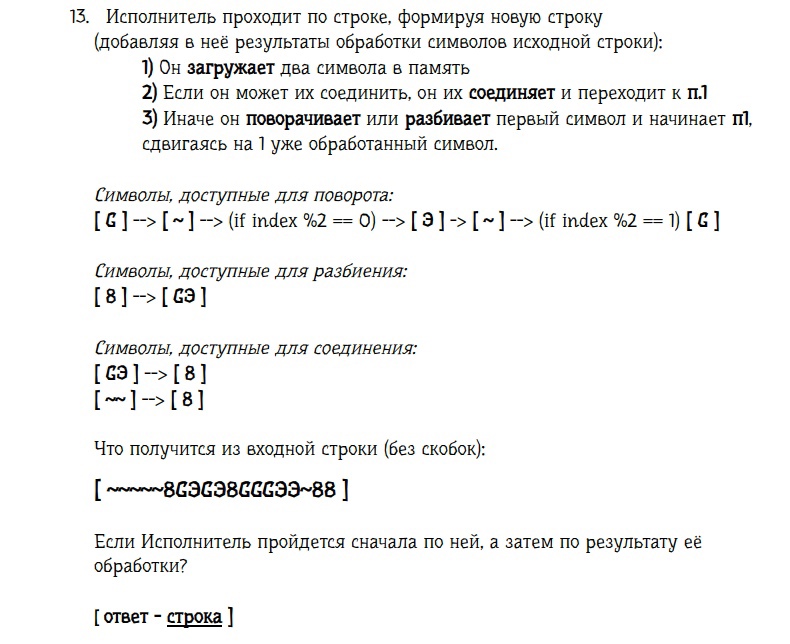 13. Исполнитель проходит по строке, формируя новую строку
(добавляя в неё результаты обработки символов исходной строки):
1) Он загружает два символа в память
2) Если он может их соединить, он их соединяет и переходит к п.1
3) Иначе он поворачивает или разбивает первый символ и начинает п1,
сдвигаясь на 1 уже обработанный символ.
Символы, доступные для поворота:
[ G ] --> [ ~ ] --> (if index %2 == 0) --> [ Э ] -> [ ~ ] --> (if index %2 == 1) [ G ]
Символы, доступные для разбиения:
[ 8 ] --> [ GЭ ]
Символы, доступные для соединения:
[ GЭ ] --> [ 8 ]
[ ~~ ] --> [ 8 ]
Что получится из входной строки (без скобок):
[ ~~~~~8GЭGЭ8GGGЭЭ~88 ]
Если Исполнитель пройдется сначала по ней, а затем по результату её
обработки?
[ ответ - строка ]